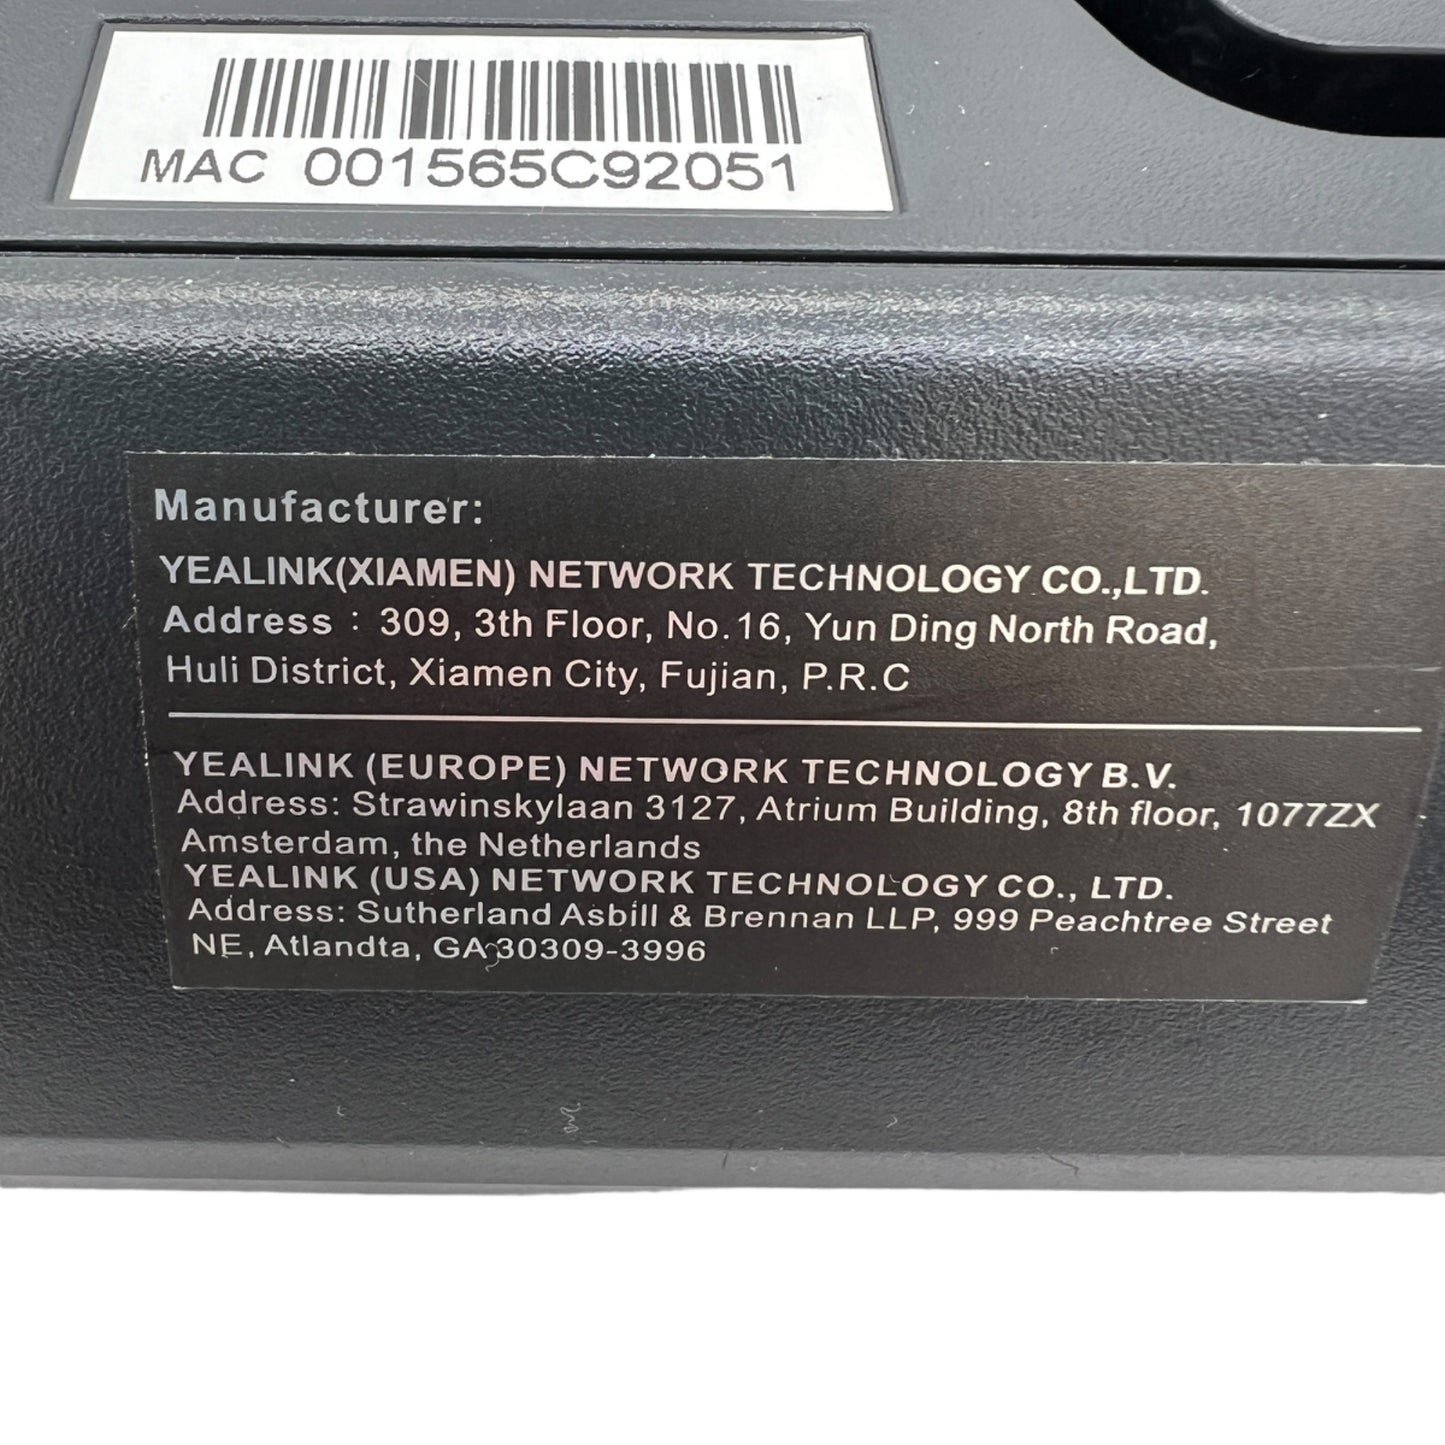 MAC 001565C92051
Manufacturer:
YEALINK(XIAMEN) NETWORK TECHNOLOGY CO.,LTD.
Address : 309, 3th Floor, No.16, Yun Ding North Road,
Huli District, Xiamen City, Fujian, P.R.C
YEALINK (EUROPE) NETWORK TECHNOLOGY B.V.
Address: Strawinskylaan 3127, Atrium Building, 8th floor, 1077ZX
Amsterdam, the Netherlands
YEALINK (USA) NETWORK TECHNOLOGY CO., LTD.
Address: Sutherland Asbill & Brennan LLP, 999 Peachtree Street
NE, Atlandta, GA 30309-3996